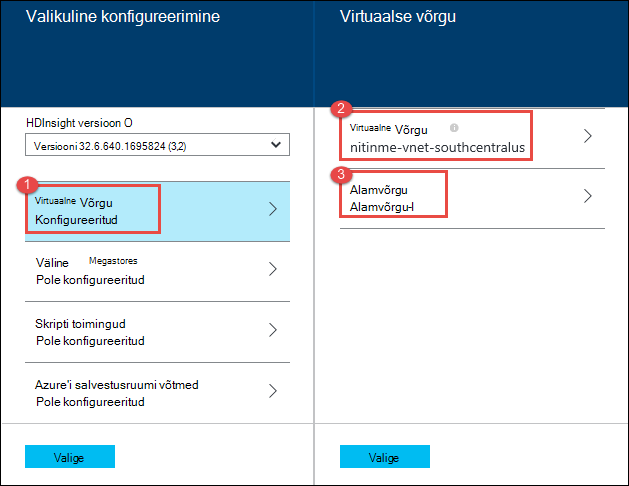 Valikuline konfigureerimine
HDInsight versioon O
Versiooni 32.6.640.1695824 (3,2)
1
Virtuaalne Võrgu
Konfigureeritud
Väline Megastores
Pole konfigureeritud
Skripti toimingud
Pole konfigureeritud
Azure'i salvestusruumi võtmed
Pole konfigureeritud
Valige
Virtuaalse võrgu
2
Virtuaalne Võrgu
nitinme-vnet-southcentralus
3
Alamvõrgu
Alamvõrgu-l
Valige